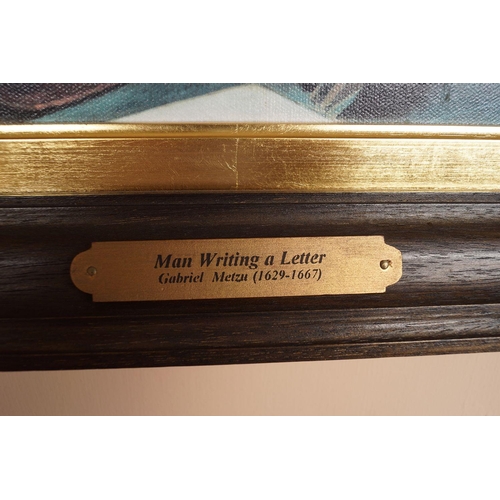 Man Writing a Letter
Gabriel Metzu (1629-1667)